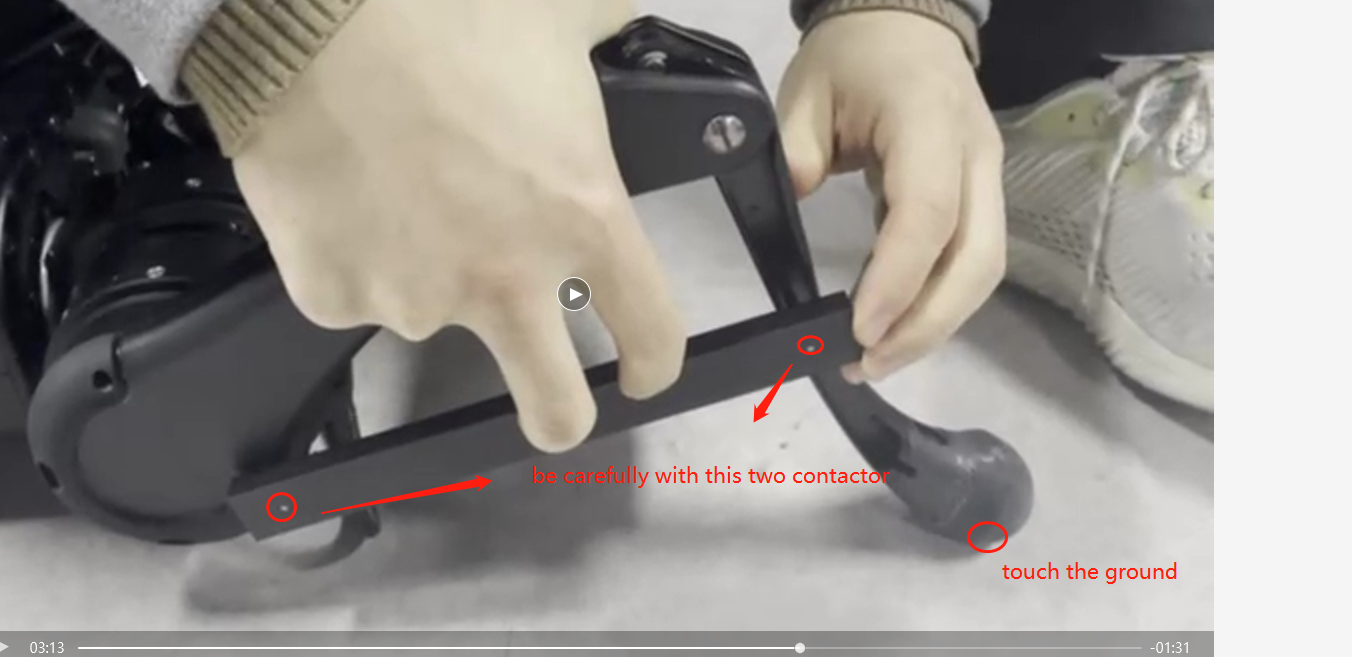 be carefully with this two contactor
touch the ground
03:13
-01:31